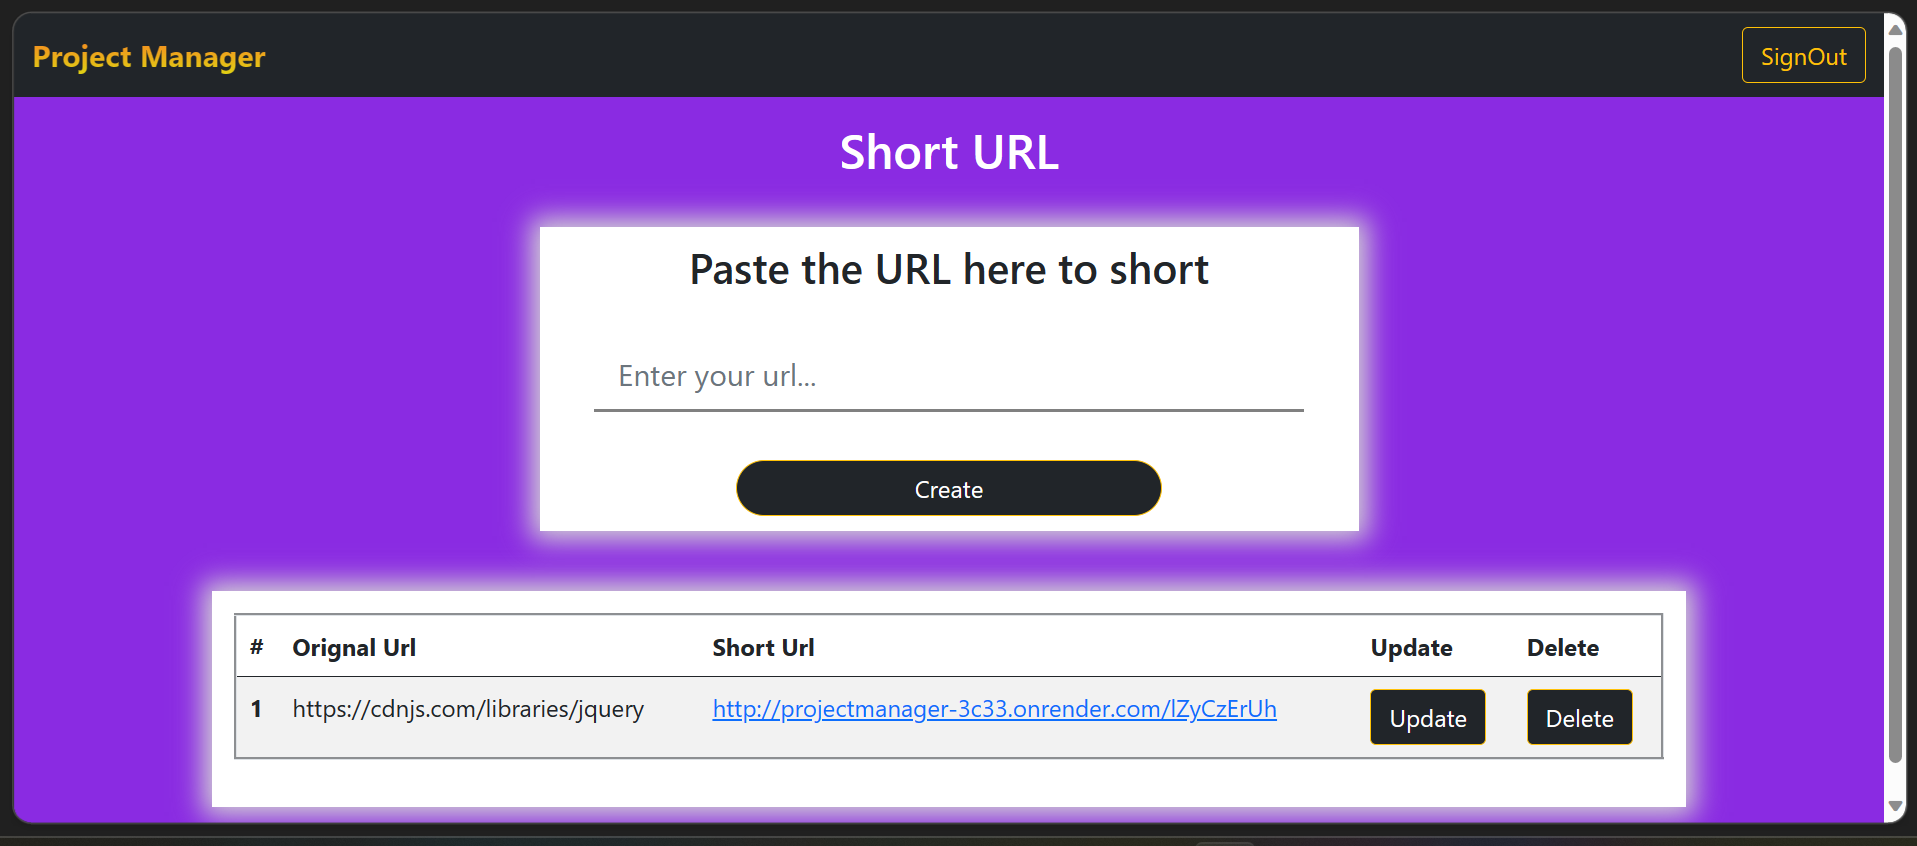 Project Manager SignOut
Short URL
Paste the URL here to short
Enter your url...
Create
# Orignal Url Short Url Update Delete
1 https://cdnjs.com/libraries/jquery http://projectmanager-3c33.onrender.com/lZyCzErUh Update Delete